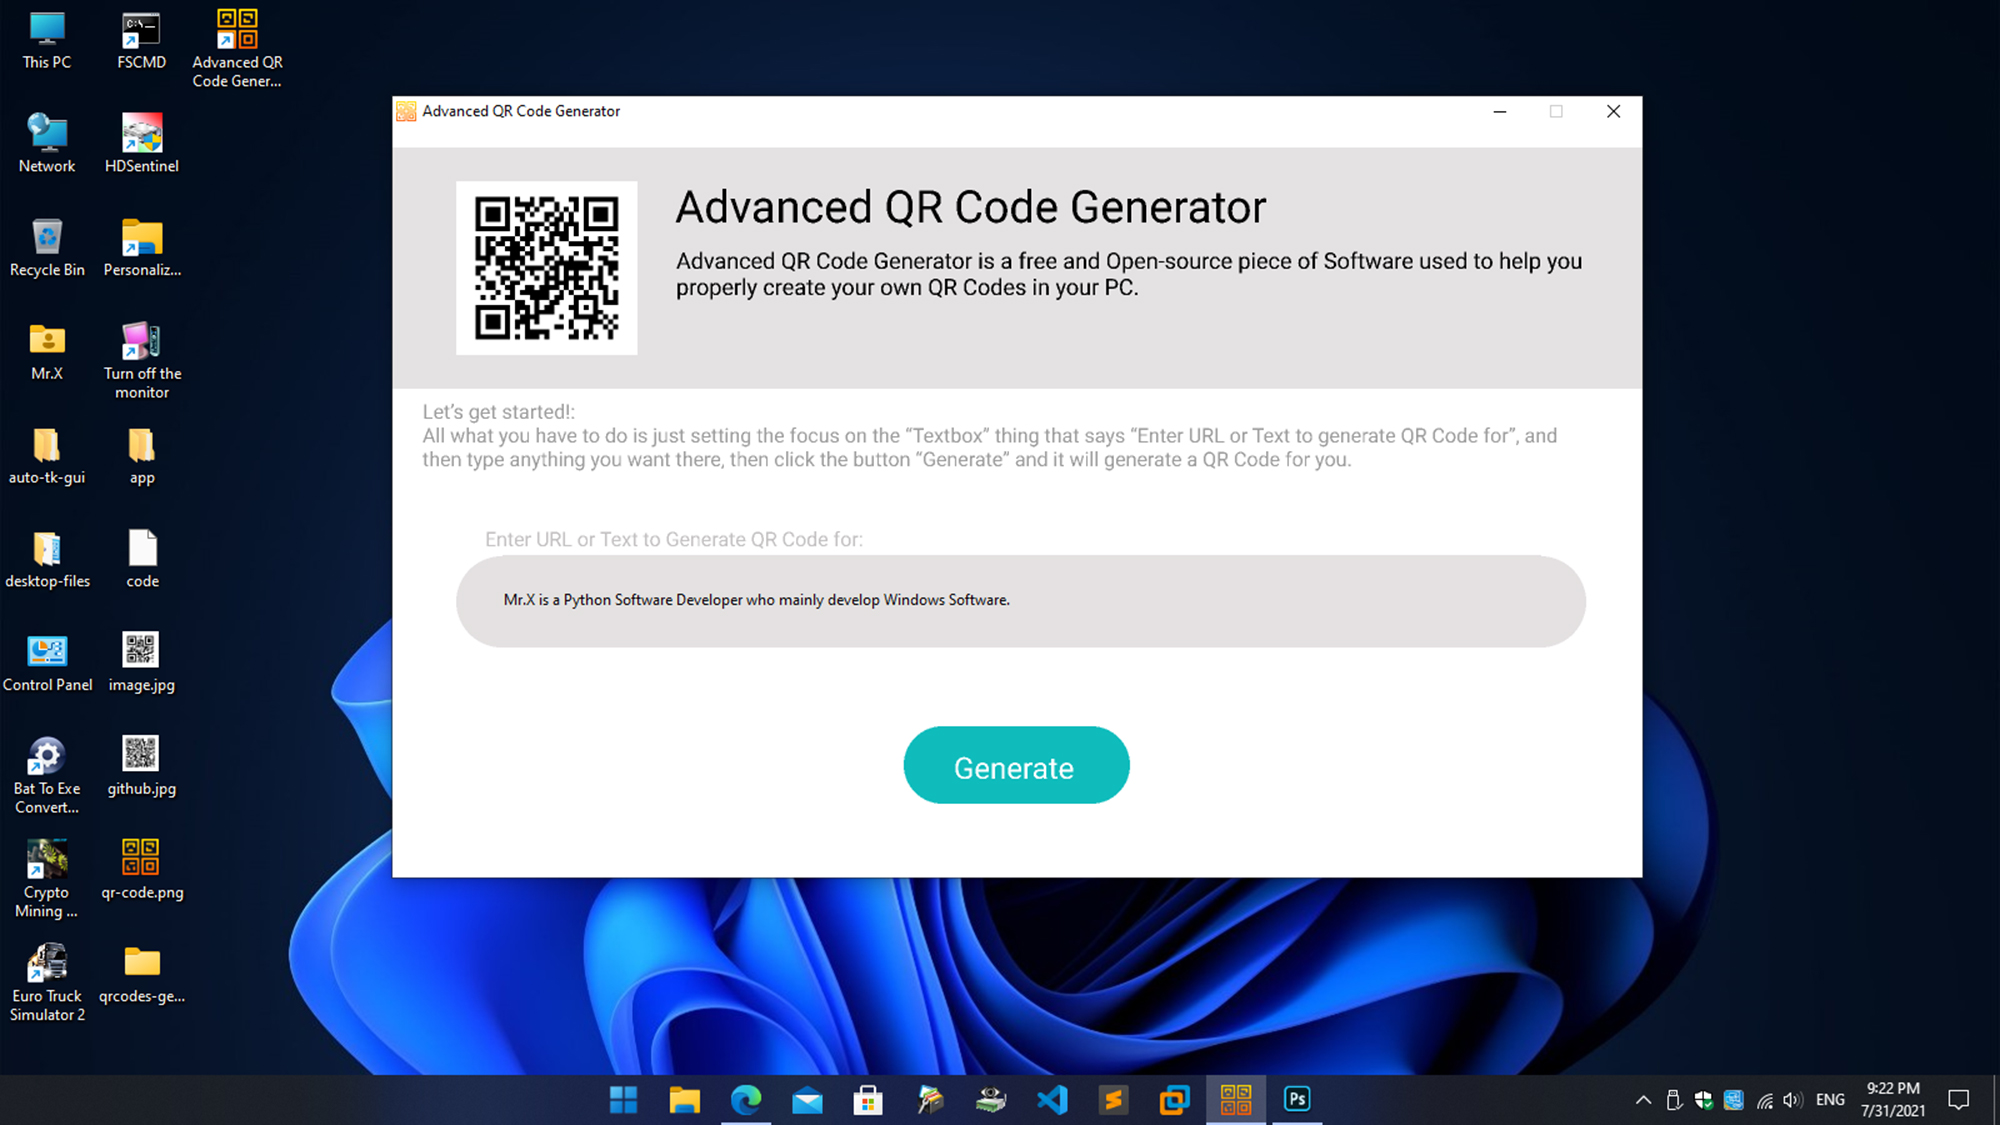 This PC
FSCMD
Advanced QR
Code Gener...
Network
HDSentinel
Recycle Bin
Personaliz...
Mr.X
Turn off the
monitor
auto-tk-gui
app
desktop-files
code
Control Panel
image.jpg
Bat To Exe
Convert...
github.jpg
Crypto
Mining ...
qr-code.png
Euro Truck
Simulator 2
qrcodes-ge...
Advanced QR Code Generator
Advanced QR Code Generator
Advanced QR Code Generator is a free and Open-source piece of Software used to help you
properly create your own QR Codes in your PC.
Let’s get started!:
All what you have to do is just setting the focus on the “Textbox” thing that says “Enter URL or Text to generate QR Code for”, and
then type anything you want there, then click the button “Generate” and it will generate a QR Code for you.
Enter URL or Text to Generate QR Code for:
Mr.X is a Python Software Developer who mainly develop Windows Software.
Generate
Ps
ENG
9:22 PM
7/31/2021